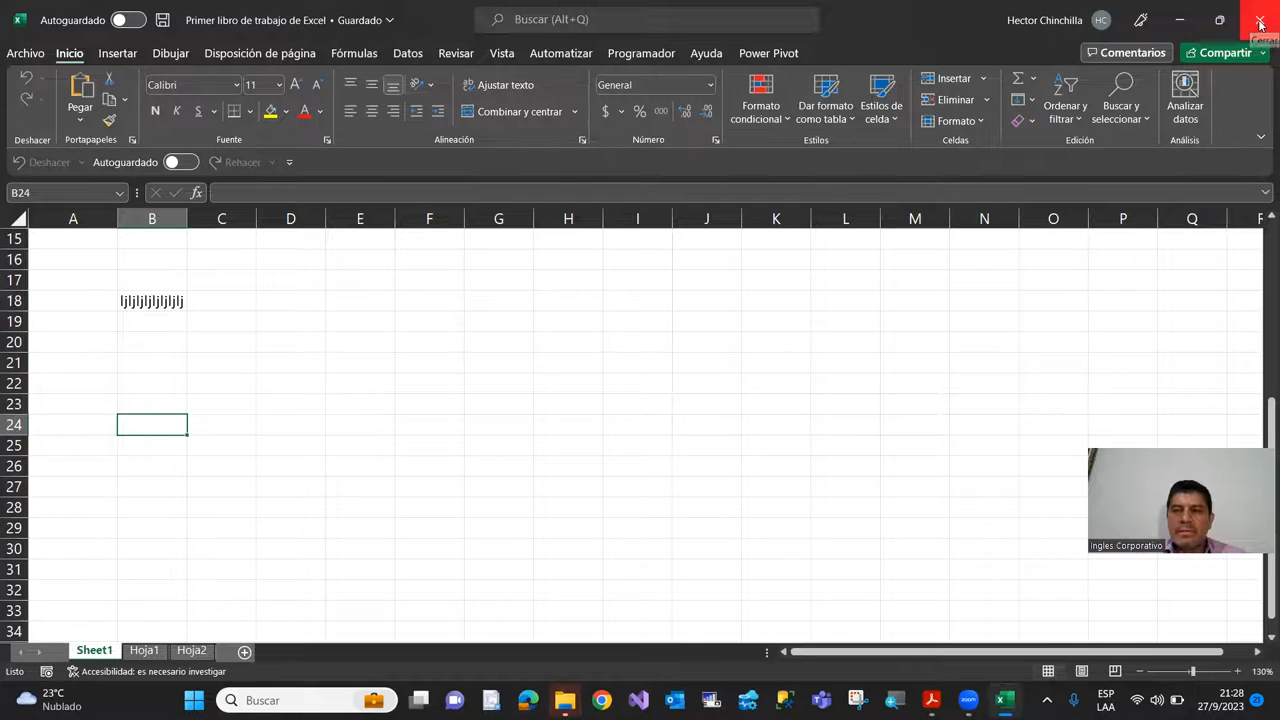 Autoguardado
Primer libro de trabajo de Excel • Guardado
Buscar (Alt+Q)
Hector Chinchilla HC
Cerrar
Archivo Inicio Insertar Dibujar Disposición de página Fórmulas Datos Revisar Vista Automatizar Programador Ayuda Power Pivot
Comentarios Compartir
Calibri 11 Ajustar texto General Insertar
Pegar Formato condicional Dar formato como tabla Estilos de celda Eliminar Ordenar y filtrar Buscar y seleccionar Analizar datos
N K S Combinar y centrar $ % 000 Formato
Deshacer Portapapeles Fuente Alineación Número Estilos Celdas Edición Análisis
Deshacer Autoguardado Rehacer
B24 fx
A B C D E F G H I J K L M N O P Q
15
16
17
18 ljljljljljljljlj
19
20
21
22
23
24
25
26
27
28
29
30
31
32
33
34
Ingles Corporativo
Sheet1 Hoja1 Hoja2
Listo Accesibilidad: es necesario investigar 130%
23°C
Nublado
Buscar
ESP
LAA
21:28
27/9/2023
21